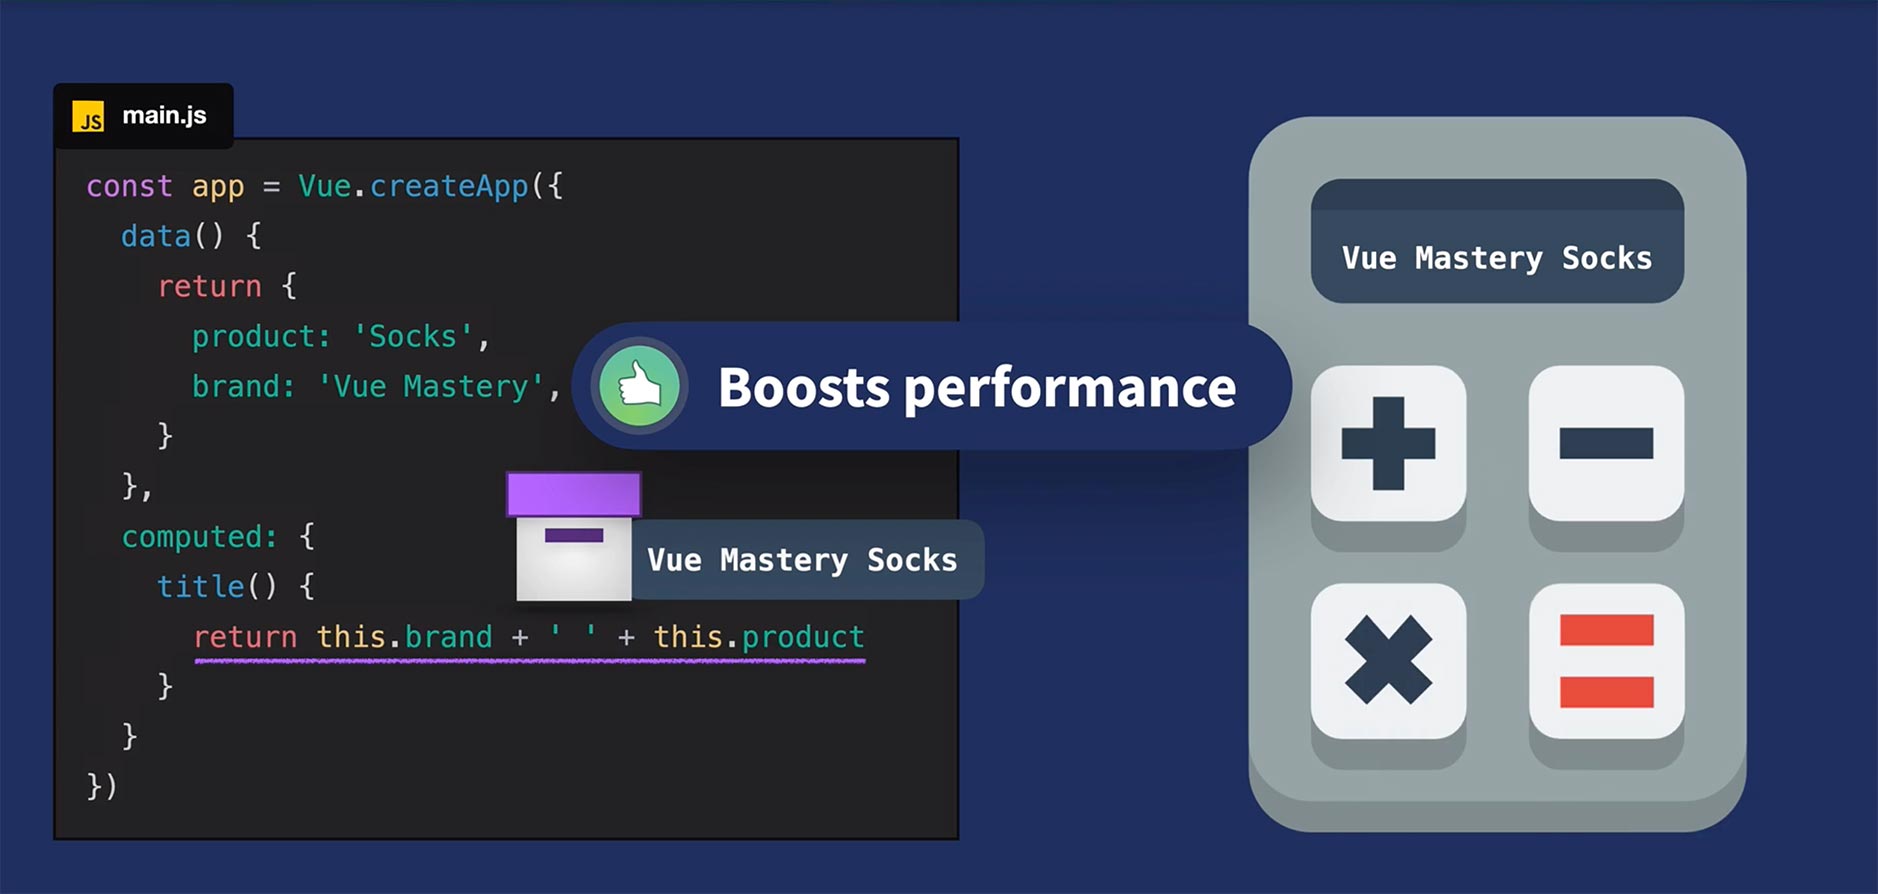 JS main.js
const app = Vue.createApp({
  data() {
    return {
      product: 'Socks',
      brand: 'Vue Mastery',
    }
  },
  computed: {
    title() {
      return this.brand + ' ' + this.product
    }
  }
})
Boosts performance
Vue Mastery Socks
Vue Mastery Socks